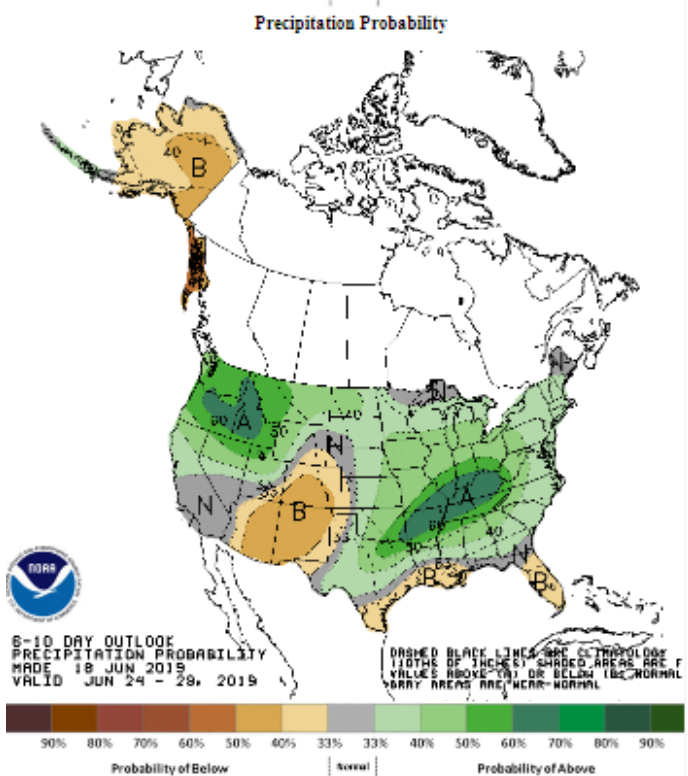 Precipitation Probability
40
B
60
A
50
40
N
N
N
33
B
33
A
60
50
40
N
B
B
NOAA
6-10 DAY OUTLOOK
PRECIPITATION PROBABILITY
MADE 18 JUN 2019
VALID JUN 24 - 29, 2019
DASHED BLACK LINES ARE CLIMATOLOGY
(10THS OF INCHES) SHADED AREAS ARE F
VALUES ABOVE (A) OR BELOW (B) NORMAL
GRAY AREAS ARE NEAR-NORMAL
90% 80% 70% 60% 50% 40% 33% 33% 40% 50% 60% 70% 80% 90%
Probability of Below Normal Probability of Above